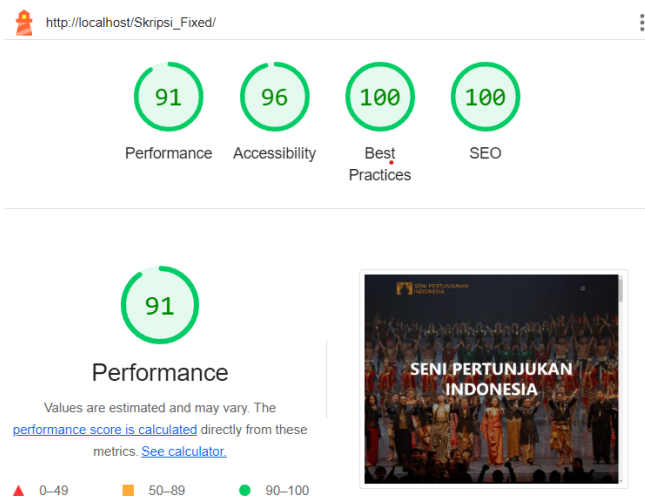 http://localhost/Skripsi_Fixed/
91
96
100
100
Performance
Accessibility
Best
Practices
SEO
91
Performance
Values are estimated and may vary. The
performance score is calculated directly from these
metrics. See calculator.
0–49
50–89
90–100
SENI PERTUNJUKAN
INDONESIA
SENI PERTUNJUKAN
INDONESIA